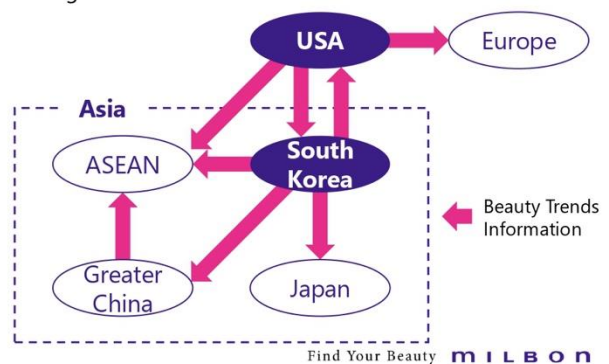 USA
Europe
Asia
ASEAN
South
Korea
Beauty Trends
Information
Greater
China
Japan
Find Your Beauty MILBON